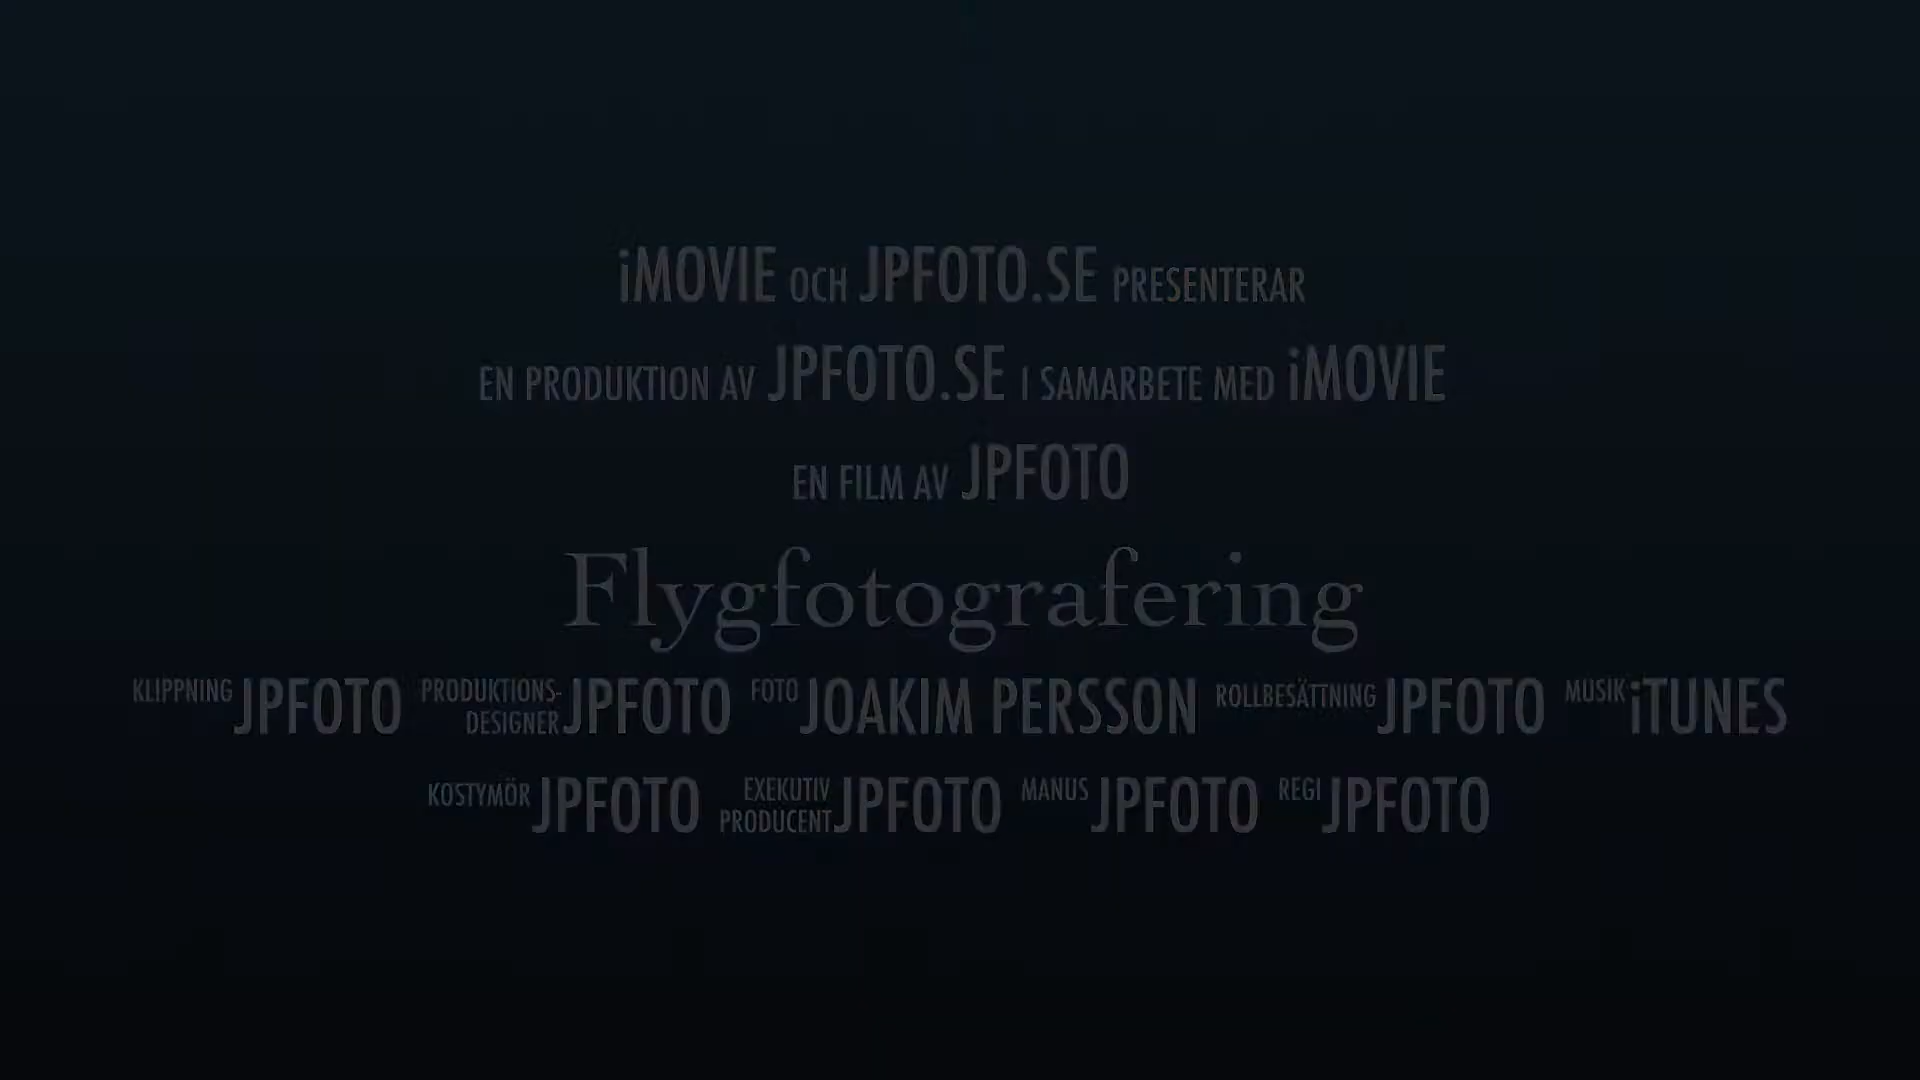 iMOVIE OCH JPFOTO.SE PRESENTERAR
EN PRODUKTION AV JPFOTO.SE I SAMARBETE MED iMOVIE
EN FILM AV JPFOTO
Flygfotografering
KLIPPNING JPFOTO PRODUKTIONS-DESIGNER JPFOTO FOTO JOAKIM PERSSON ROLLBESÄTTNING JPFOTO MUSIK iTUNES
KOSTYMÖR JPFOTO EXEKUTIV PRODUCENT JPFOTO MANUS JPFOTO REGI JPFOTO